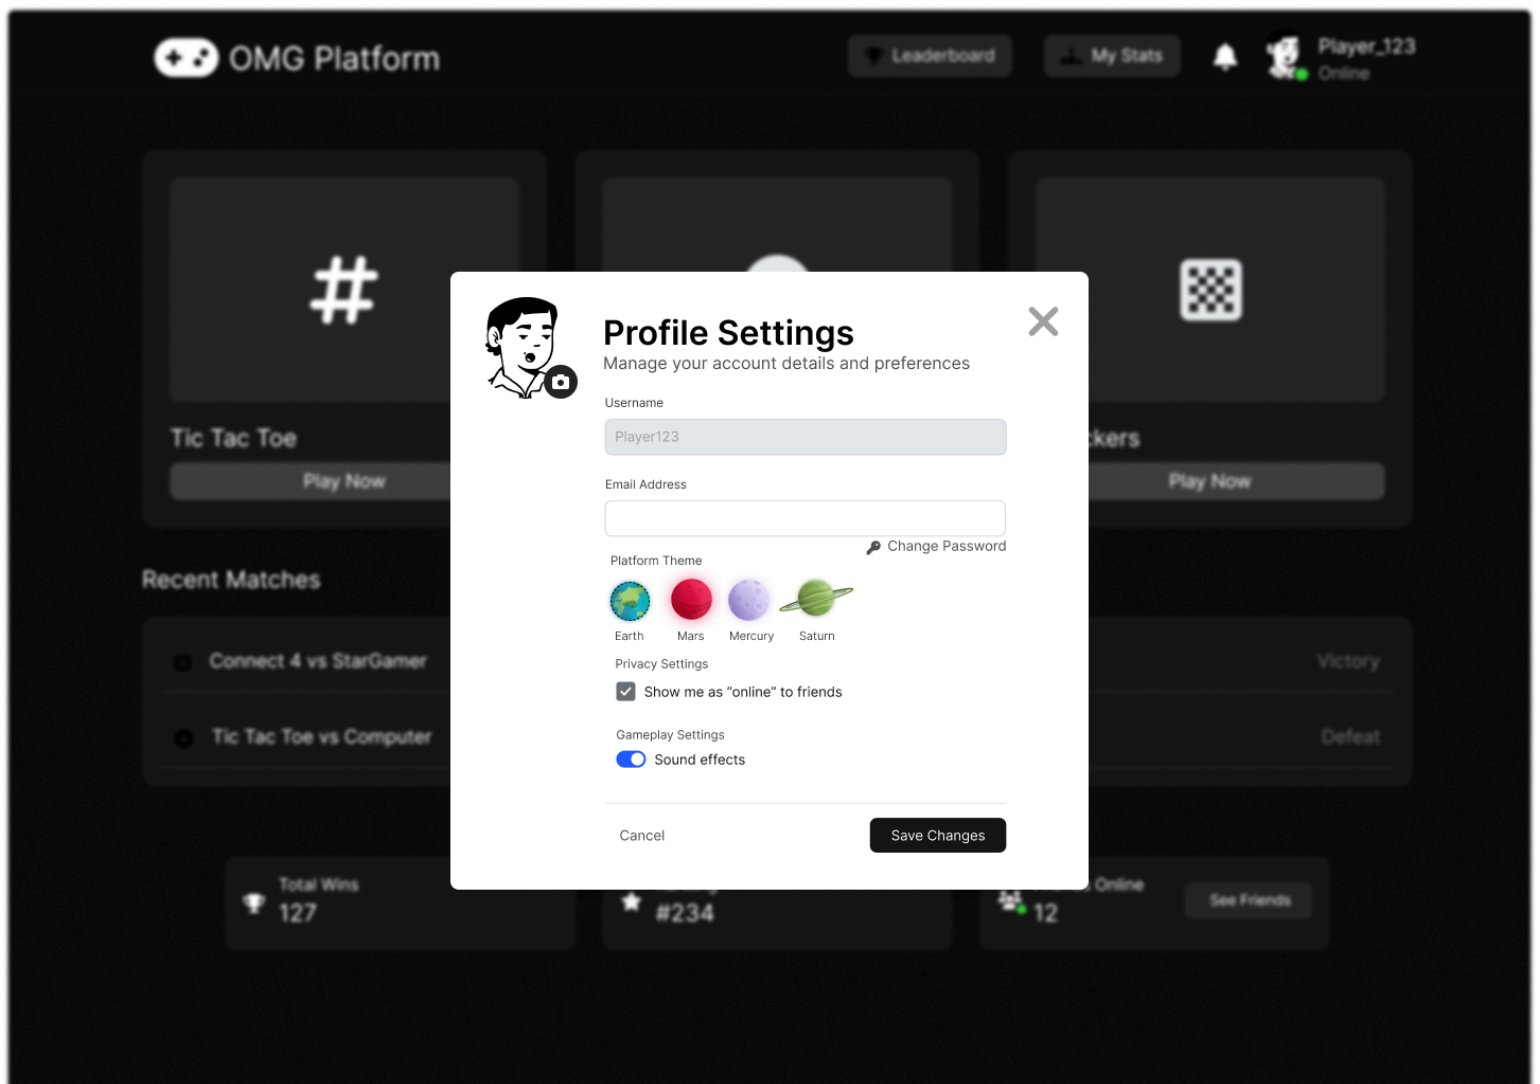 OMG Platform
Leaderboard
My Stats
Player_123
Online
Profile Settings
Manage your account details and preferences
Username
Player123
Email Address
Change Password
Platform Theme
Earth
Mars
Mercury
Saturn
Privacy Settings
Show me as “online” to friends
Gameplay Settings
Sound effects
Cancel
Save Changes
Tic Tac Toe
ckers
Play Now
Play Now
Recent Matches
Connect 4 vs StarGamer
Victory
Tic Tac Toe vs Computer
Defeat
Total Wins
127
#234
Online
12
See Friends